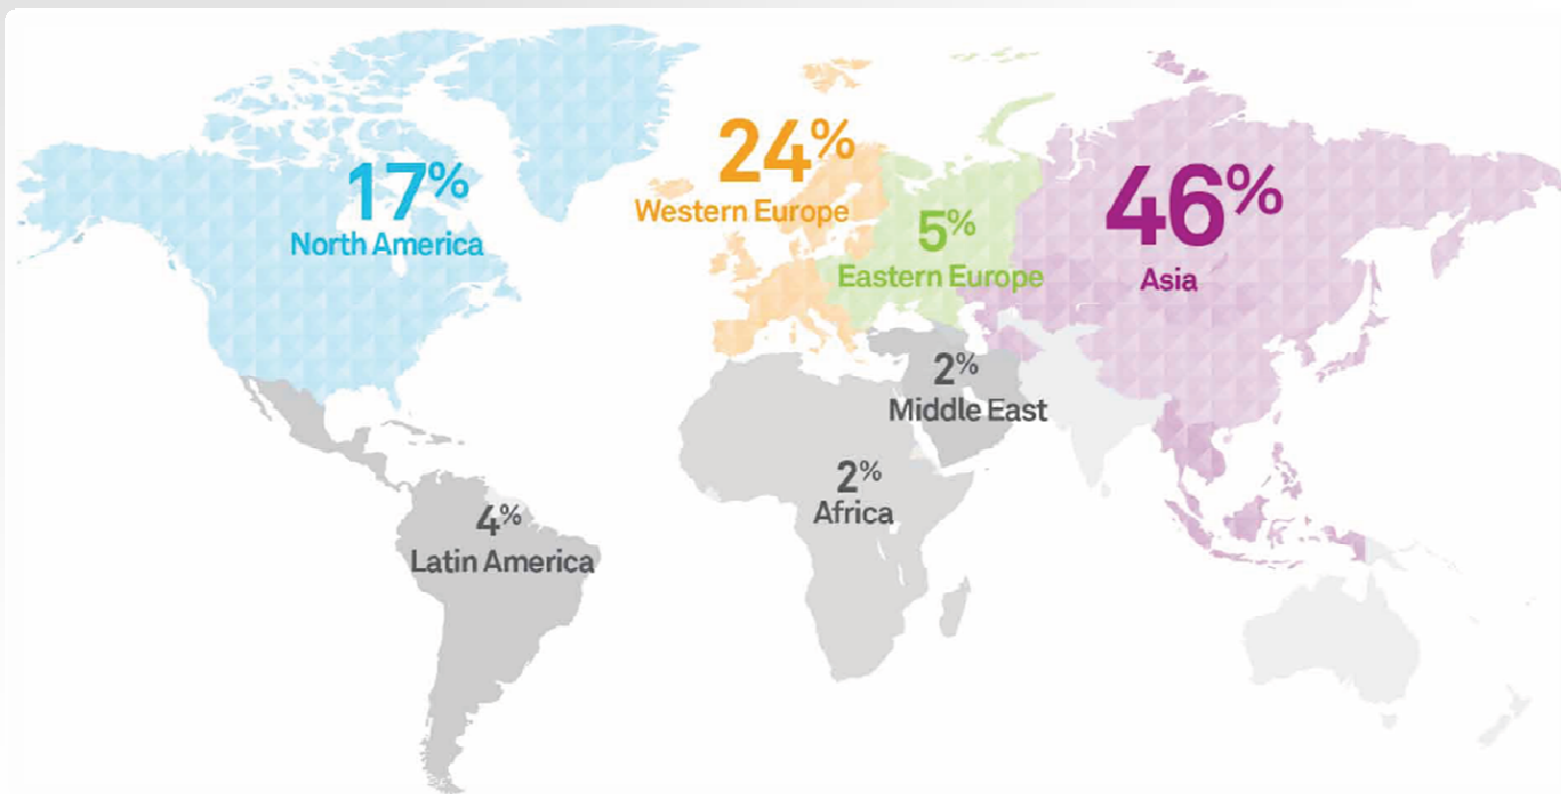 17%
North America
24%
Western Europe
5%
Eastern Europe
46%
Asia
2%
Middle East
2%
Africa
4%
Latin America